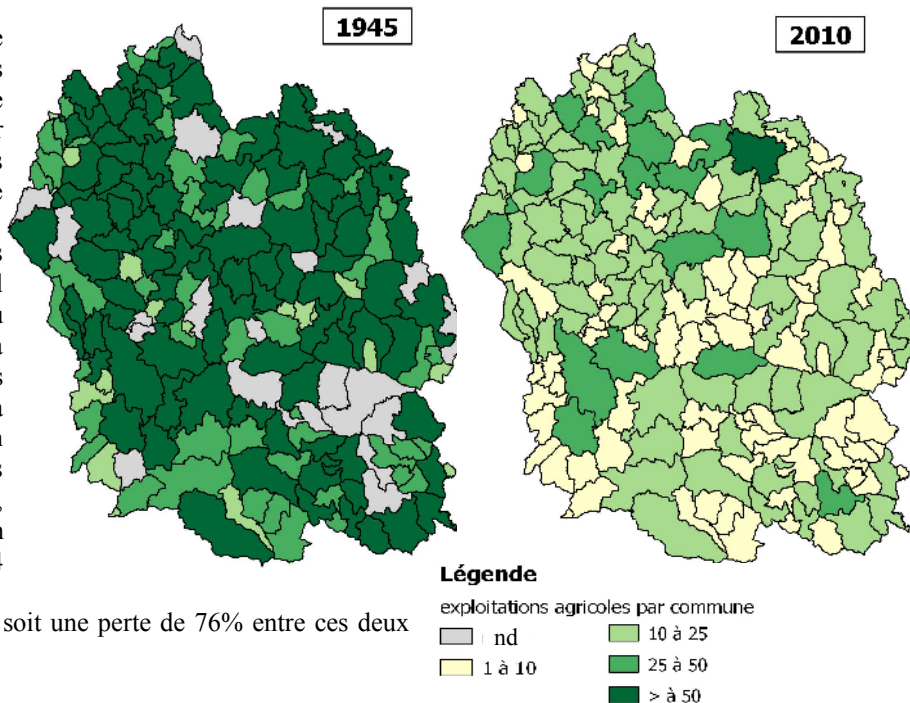 1945
2010
soit une perte de 76% entre ces deux
Légende
exploitations agricoles par commune
nd
1 à 10
10 à 25
25 à 50
> à 50